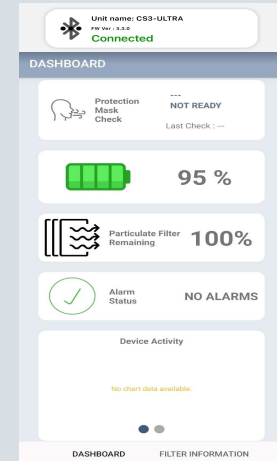 Unit name: CS3-ULTRA
FW Ver : 3.3.0
Connected
DASHBOARD
Protection
Mask
Check
---
NOT READY
Last Check : ---
95 %
Particulate Filter
Remaining
100%
Alarm
Status
NO ALARMS
Device Activity
No chart data available.
DASHBOARD
FILTER INFORMATION